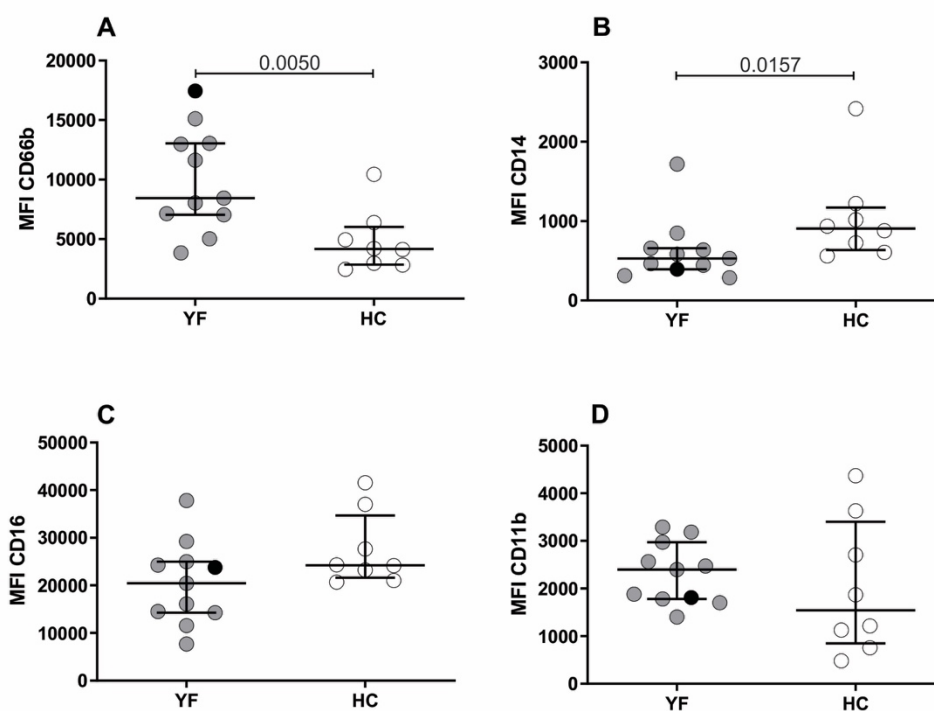 A
MFI CD66b
20000
15000
10000
5000
0
0.0050
YF HC
B
MFI CD14
3000
2000
1000
0
0.0157
YF HC
C
MFI CD16
50000
40000
30000
20000
10000
0
YF HC
D
MFI CD11b
5000
4000
3000
2000
1000
0
YF HC